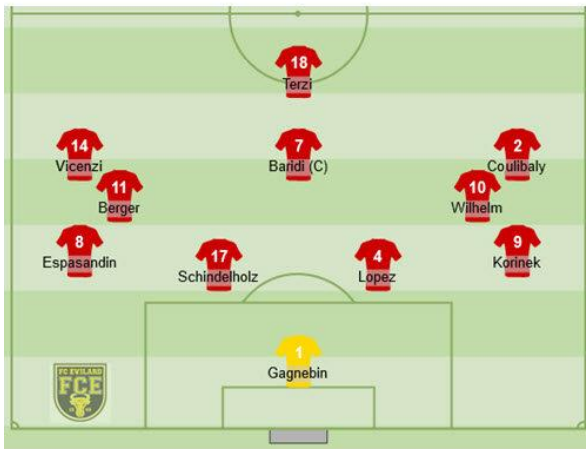 18
Terzi
14
Vicenzi
7
Baridi (C)
2
Coulibaly
11
Berger
10
Wilhelm
8
Espasandin
17
Schindelholz
4
Lopez
9
Korinek
1
Gagnebin
FC EVILARD
FCE